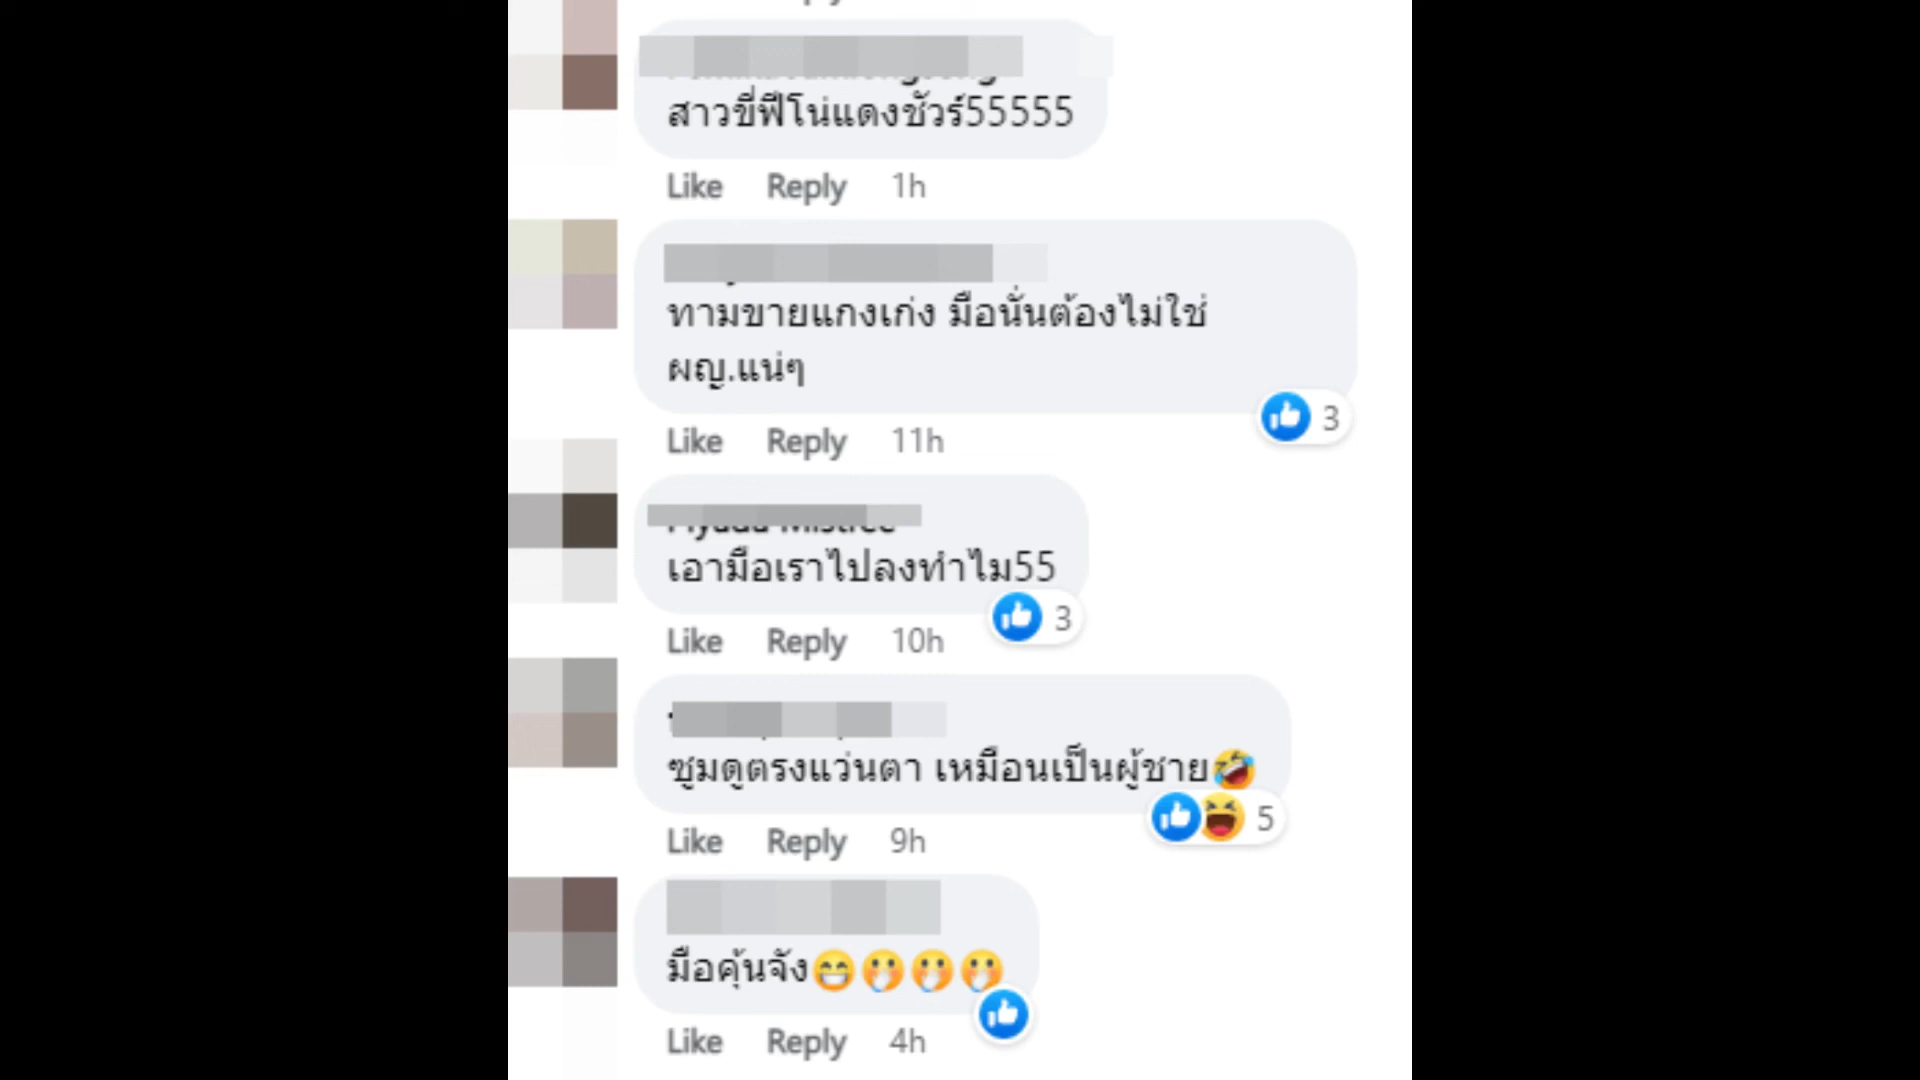 Reply
สาวขี่ฟีโน่แดงชัวร์55555
Like Reply 1h
ทามขายแกงเก่ง มือนั่นต้องไม่ใช่
ผญ.แน่ๆ
3
Like Reply 11h
เอามือเราไปลงทำไม55
3
Like Reply 10h
ซูมดูตรงแว่นตา เหมือนเป็นผู้ชาย🤣
5
Like Reply 9h
มือคุ้นจัง😁🤭🤭🤭
Like Reply 4h